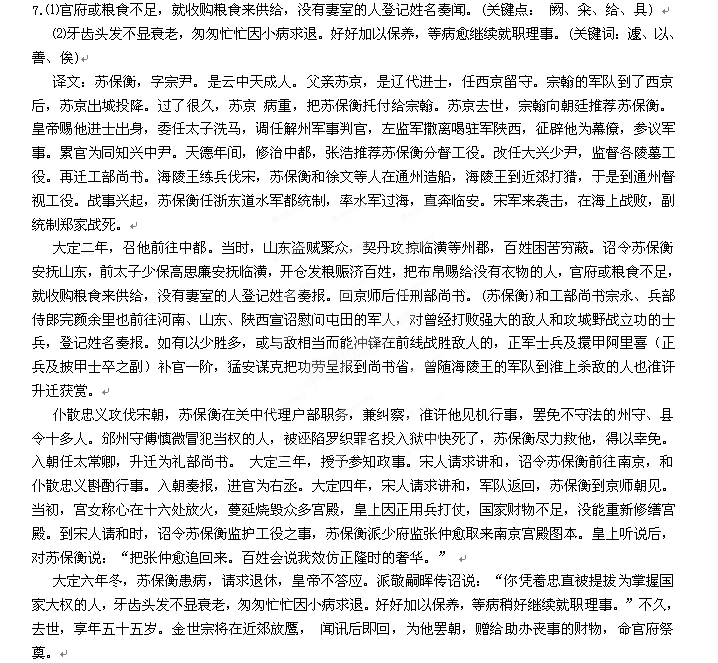 7.⑴官府或粮食不足，就收购粮食来供给，没有妻室的人登记姓名奏闻。(关键点： 阙、籴、给、具)
⑵牙齿头发不显衰老，匆匆忙忙因小病求退。好好加以保养，等病愈继续就职理事。(关键词：遽、以、
善、俟)
译文：苏保衡，字宗尹。是云中天成人。父亲苏京，是辽代进士，任西京留守。宗翰的军队到了西京
后，苏京出城投降。过了很久，苏京 病重，把苏保衡托付给宗翰。苏京去世，宗翰向朝廷推荐苏保衡。
皇帝赐他进士出身，委任太子洗马，调任解州军事判官，左监军撒离喝驻军陕西，征辟他为幕僚，参议军
事。累官为同知兴中尹。天德年间，修治中都，张浩推荐苏保衡分督工役。改任大兴少尹，监督各陵墓工
役。再迁工部尚书。海陵王练兵伐宋，苏保衡和徐文等人在通州造船，海陵王到近郊打猎，于是到通州督
视工役。战事兴起，苏保衡任浙东道水军都统制，率水军过海，直奔临安。宋军来袭击，在海上战败，副
统制郑家战死。
大定二年，召他前往中都。当时，山东盗贼聚众，契丹攻掠临潢等州郡，百姓困苦穷蔽。诏令苏保衡
安抚山东，前太子少保高思廉安抚临潢，开仓发粮赈济百姓，把布帛赐给没有衣物的人，官府或粮食不足，
就收购粮食来供给，没有妻室的人登记姓名奏报。回京师后任刑部尚书。(苏保衡)和工部尚书宗永、兵部
侍郎完颜余里也前往河南、山东、陕西宣诏慰问屯田的军人，对曾经打败强大的敌人和攻城野战立功的士
兵，登记姓名奏报。如有以少胜多，或与敌相当而能冲锋在前线战胜敌人的，正军士兵及擐甲阿里喜（正
兵及披甲士卒之副）补官一阶，猛安谋克把功劳呈报到尚书省，曾随海陵王的军队到淮上杀敌的人也准许
升迁获赏。
仆散忠义攻伐宋朝，苏保衡在关中代理户部职务，兼纠察，准许他见机行事，罢免不守法的州守、县
令十多人。邠州守傅慎微冒犯当权的人，被诬陷罗织罪名投入狱中快死了，苏保衡尽力救他，得以幸免。
入朝任太常卿，升迁为礼部尚书。 大定三年，授予参知政事。宋人请求讲和，诏令苏保衡前往南京，和
仆散忠义斟酌行事。入朝奏报，进官为右丞。大定四年，宋人请求讲和，军队返回，苏保衡到京师朝见。
当初，宫女称心在十六处放火，蔓延烧毁众多宫殿，皇上因正用兵打仗，国家财物不足，没能重新修缮宫
殿。到宋人请和时，诏令苏保衡监护工役之事，苏保衡派少府监张仲愈取来南京宫殿图本。皇上听说后，
对苏保衡说：“把张仲愈追回来。百姓会说我效仿正隆时的奢华。”
大定六年冬，苏保衡患病，请求退休，皇帝不答应。派敬嗣晖传诏说：“你凭着忠直被提拔为掌握国
家大权的人，牙齿头发不显衰老，匆匆忙忙因小病求退。好好加以保养，等病稍好继续就职理事。”不久，
去世，享年五十五岁。金世宗将在近郊放鹰， 闻讯后即回，为他罢朝，赠给助办丧事的财物，命官府祭
奠。